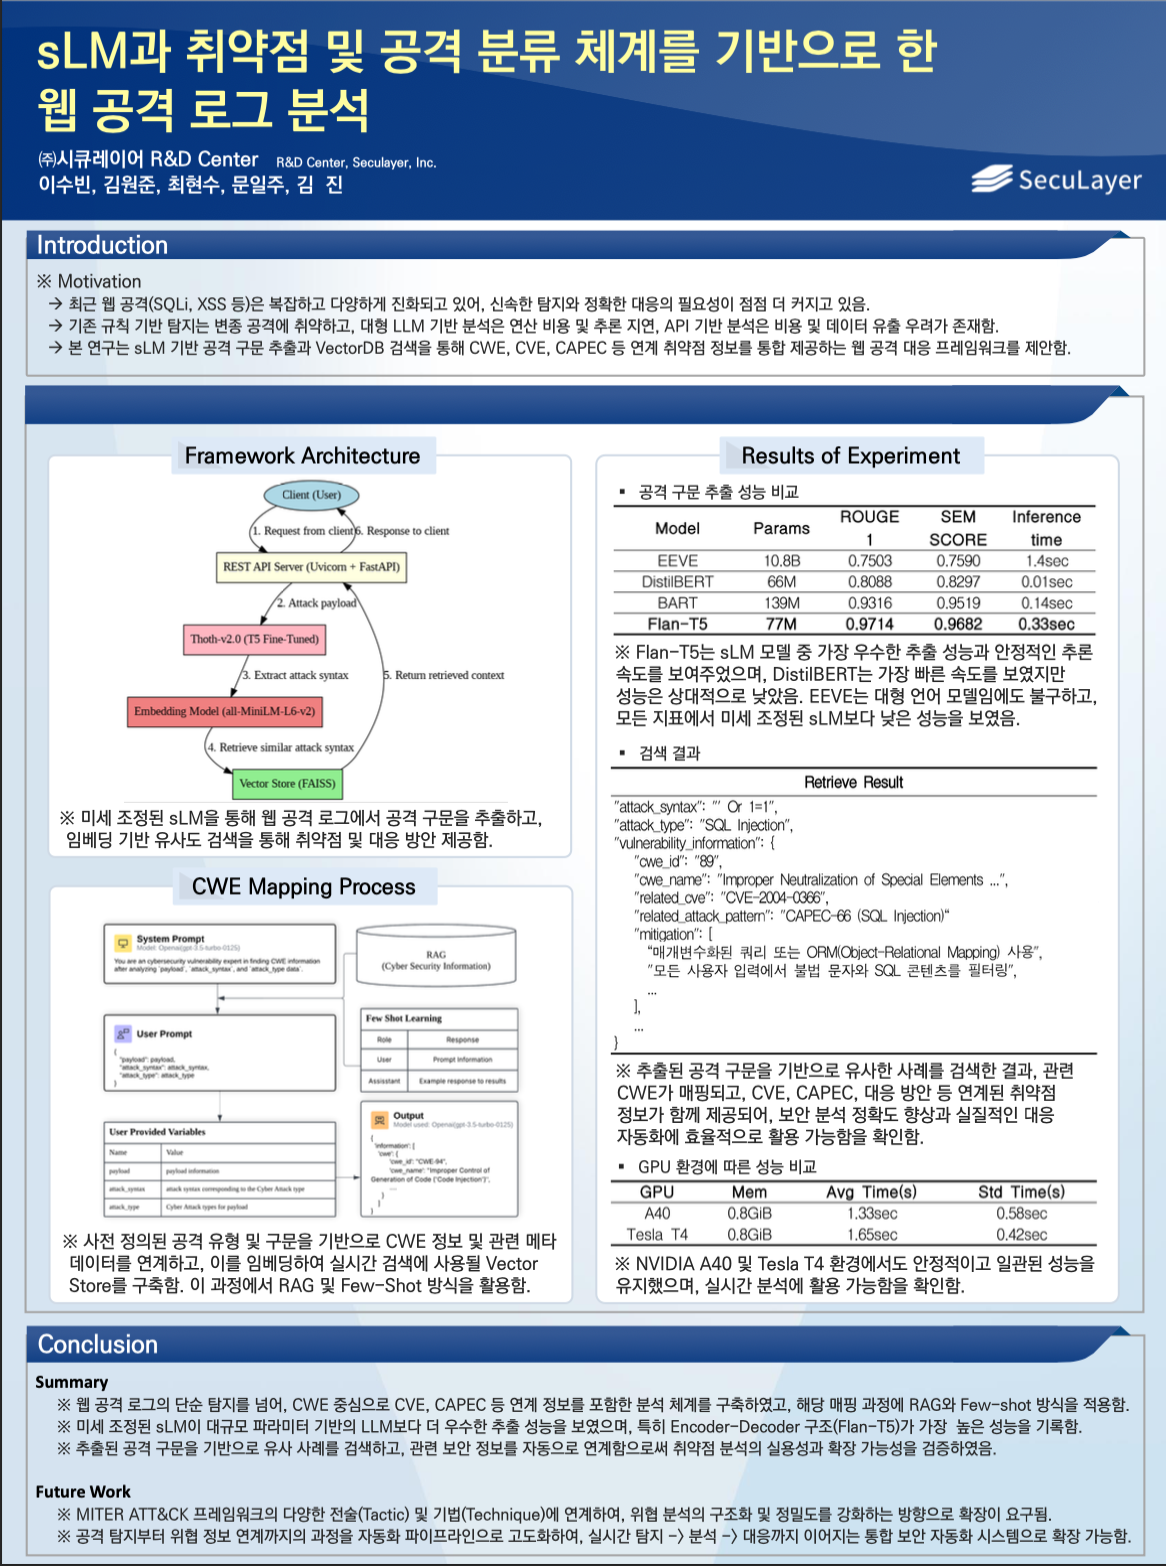 sLM과 취약점 및 공격 분류 체계를 기반으로 한
웹 공격 로그 분석
㈜시큐레이어 R&D Center R&D Center, Seculayer, Inc.
이수빈, 김원준, 최현수, 문일주, 김 진
SecuLayer
Introduction
※ Motivation
→ 최근 웹 공격(SQLi, XSS 등)은 복잡하고 다양하게 진화되고 있어, 신속한 탐지와 정확한 대응의 필요성이 점점 더 커지고 있음.
→ 기존 규칙 기반 탐지는 변종 공격에 취약하고, 대형 LLM 기반 분석은 연산 비용 및 추론 지연, API 기반 분석은 비용 및 데이터 유출 우려가 존재함.
→ 본 연구는 sLM 기반 공격 구문 추출과 VectorDB 검색을 통해 CWE, CVE, CAPEC 등 연계 취약점 정보를 통합 제공하는 웹 공격 대응 프레임워크를 제안함.
Framework Architecture
Client (User)
1. Request from client
6. Response to client
REST API Server (Uvicorn + FastAPI)
2. Attack payload
Thoth-v2.0 (T5 Fine-Tuned)
3. Extract attack syntax
5. Return retrieved context
Embedding Model (all-MiniLM-L6-v2)
4. Retrieve similar attack syntax
Vector Store (FAISS)
※ 미세 조정된 sLM을 통해 웹 공격 로그에서 공격 구문을 추출하고,
임베딩 기반 유사도 검색을 통해 취약점 및 대응 방안 제공함.
CWE Mapping Process
System Prompt
Model: Openai(gpt-3.5-turbo-0125)
You are an cybersecurity vulnerability expert in finding CWE information
after analyzing `payload`, `attack_syntax`, and `attack_type data`.
RAG
(Cyber Security Information)
User Prompt
{
"payload": payload,
"attack_syntax": attack_syntax,
"attack_type": attack_type
}
Few Shot Learning
Role Response
User Prompt Information
Assisstant Example response to results
User Provided Variables
Name Value
payload payload information
attack_syntax attack syntax corresponding to the Cyber Attack type
attack_type Cyber Attack types for payload
Output
Model used: Openai(gpt-3.5-turbo-0125)
{
'information': [
'cwe': {
'cwe_id': "CWE-94",
'cwe_name': "Improper Control of
Generation of Code ('Code Injection')",
...
}
]
}
※ 사전 정의된 공격 유형 및 구문을 기반으로 CWE 정보 및 관련 메타
데이터를 연계하고, 이를 임베딩하여 실시간 검색에 사용될 Vector
Store를 구축함. 이 과정에서 RAG 및 Few-Shot 방식을 활용함.
Results of Experiment
▪ 공격 구문 추출 성능 비교
Model Params ROUGE 1 SEM SCORE Inference time
EEVE 10.8B 0.7503 0.7590 1.4sec
DistilBERT 66M 0.8088 0.8297 0.01sec
BART 139M 0.9316 0.9519 0.14sec
Flan-T5 77M 0.9714 0.9682 0.33sec
※ Flan-T5는 sLM 모델 중 가장 우수한 추출 성능과 안정적인 추론
속도를 보여주었으며, DistilBERT는 가장 빠른 속도를 보였지만
성능은 상대적으로 낮았음. EEVE는 대형 언어 모델임에도 불구하고,
모든 지표에서 미세 조정된 sLM보다 낮은 성능을 보였음.
▪ 검색 결과
Retrieve Result
"attack_syntax": "' Or 1=1",
"attack_type": "SQL Injection",
"vulnerability_information": {
"cwe_id": "89",
"cwe_name": "Improper Neutralization of Special Elements ...",
"related_cve": "CVE-2004-0366",
"related_attack_pattern": "CAPEC-66 (SQL Injection)"
"mitigation": [
"매개변수화된 쿼리 또는 ORM(Object-Relational Mapping) 사용",
"모든 사용자 입력에서 불법 문자와 SQL 콘텐츠를 필터링",
...
],
...
}
※ 추출된 공격 구문을 기반으로 유사한 사례를 검색한 결과, 관련
CWE가 매핑되고, CVE, CAPEC, 대응 방안 등 연계된 취약점
정보가 함께 제공되어, 보안 분석 정확도 향상과 실질적인 대응
자동화에 효율적으로 활용 가능함을 확인함.
▪ GPU 환경에 따른 성능 비교
GPU Mem Avg Time(s) Std Time(s)
A40 0.8GiB 1.33sec 0.58sec
Tesla T4 0.8GiB 1.65sec 0.42sec
※ NVIDIA A40 및 Tesla T4 환경에서도 안정적이고 일관된 성능을
유지했으며, 실시간 분석에 활용 가능함을 확인함.
Conclusion
Summary
※ 웹 공격 로그의 단순 탐지를 넘어, CWE 중심으로 CVE, CAPEC 등 연계 정보를 포함한 분석 체계를 구축하였고, 해당 매핑 과정에 RAG와 Few-shot 방식을 적용함.
※ 미세 조정된 sLM이 대규모 파라미터 기반의 LLM보다 더 우수한 추출 성능을 보였으며, 특히 Encoder-Decoder 구조(Flan-T5)가 가장 높은 성능을 기록함.
※ 추출된 공격 구문을 기반으로 유사 사례를 검색하고, 관련 보안 정보를 자동으로 연계함으로써 취약점 분석의 실용성과 확장 가능성을 검증하였음.
Future Work
※ MITER ATT&CK 프레임워크의 다양한 전술(Tactic) 및 기법(Technique)에 연계하여, 위협 분석의 구조화 및 정밀도를 강화하는 방향으로 확장이 요구됨.
※ 공격 탐지부터 위협 정보 연계까지의 과정을 자동화 파이프라인으로 고도화하여, 실시간 탐지 -> 분석 -> 대응까지 이어지는 통합 보안 자동화 시스템으로 확장 가능함.